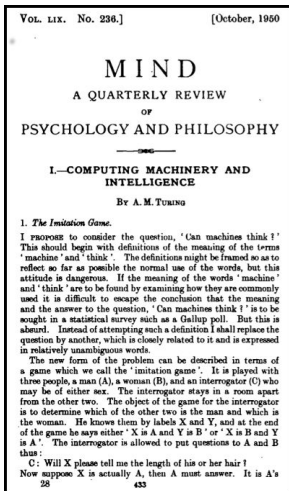 VOL. LIX. No. 236.] [October, 1950
MIND
A QUARTERLY REVIEW
OF
PSYCHOLOGY AND PHILOSOPHY
I.—COMPUTING MACHINERY AND
INTELLIGENCE
BY A. M. TURING
1. The Imitation Game.
I PROPOSE to consider the question, ‘ Can machines think ? ’
This should begin with definitions of the meaning of the terms
‘ machine ’ and ‘ think ’. The definitions might be framed so as to
reflect so far as possible the normal use of the words, but this
attitude is dangerous. If the meaning of the words ‘ machine ’
and ‘ think ’ are to be found by examining how they are commonly
used it is difficult to escape the conclusion that the meaning
and the answer to the question, ‘ Can machines think ? ’ is to be
sought in a statistical survey such as a Gallup poll. But this is
absurd. Instead of attempting such a definition I shall replace the
question by another, which is closely related to it and is expressed
in relatively unambiguous words.
The new form of the problem can be described in terms of
a game which we call the ‘ imitation game ’. It is played with
three people, a man (A), a woman (B), and an interrogator (C) who
may be of either sex. The interrogator stays in a room apart
from the other two. The object of the game for the interrogator
is to determine which of the other two is the man and which is
the woman. He knows them by labels X and Y, and at the end
of the game he says either ‘ X is A and Y is B ’ or ‘ X is B and Y
is A ’. The interrogator is allowed to put questions to A and B
thus :
C : Will X please tell me the length of his or her hair ?
Now suppose X is actually A, then A must answer. It is A’s
28 433